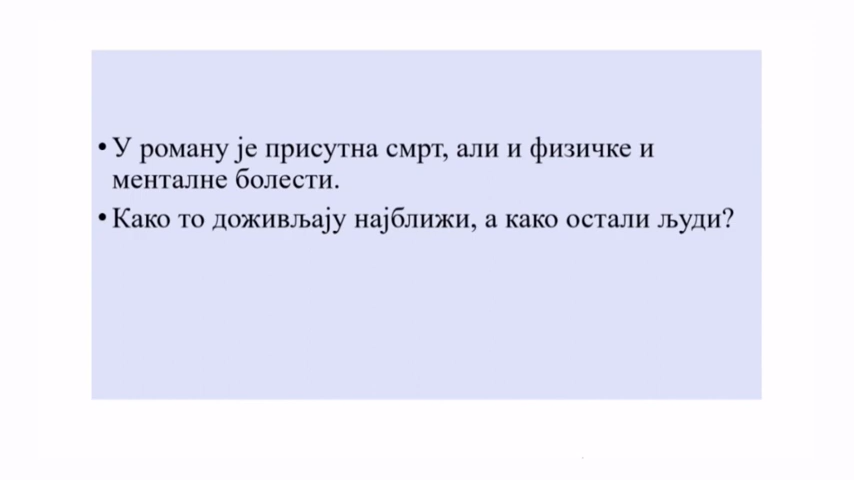 • У роману је присутна смрт, али и физичке и
менталне болести.
• Како то доживљају најближи, а како остали људи?